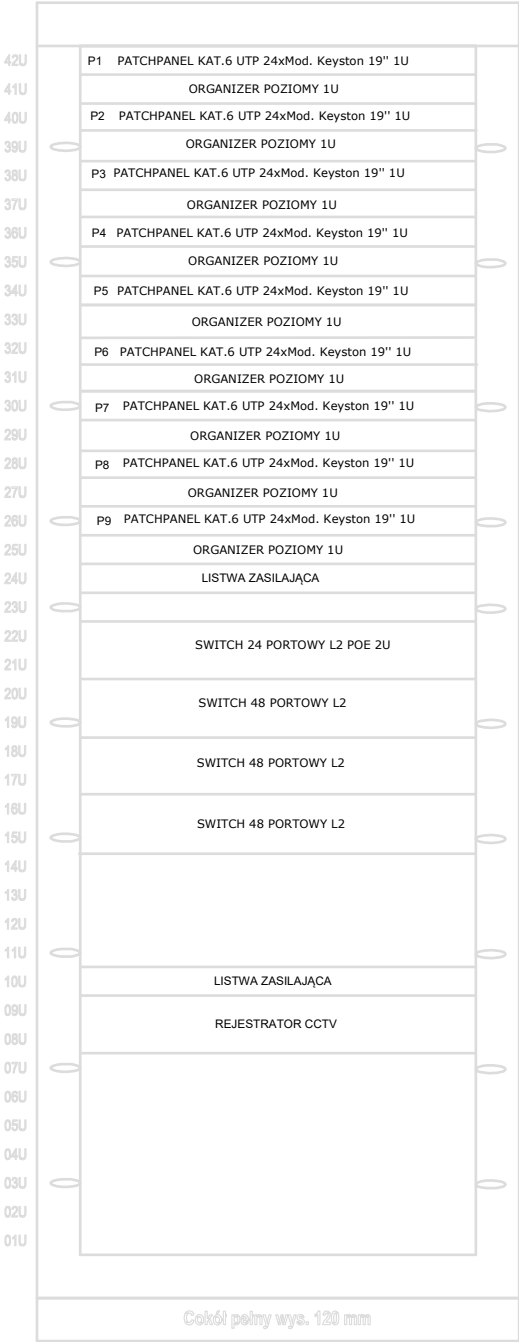 42U P1 PATCHPANEL KAT.6 UTP 24xMod. Keyston 19'' 1U
41U ORGANIZER POZIOMY 1U
40U P2 PATCHPANEL KAT.6 UTP 24xMod. Keyston 19'' 1U
39U ORGANIZER POZIOMY 1U
38U P3 PATCHPANEL KAT.6 UTP 24xMod. Keyston 19'' 1U
37U ORGANIZER POZIOMY 1U
36U P4 PATCHPANEL KAT.6 UTP 24xMod. Keyston 19'' 1U
35U ORGANIZER POZIOMY 1U
34U P5 PATCHPANEL KAT.6 UTP 24xMod. Keyston 19'' 1U
33U ORGANIZER POZIOMY 1U
32U P6 PATCHPANEL KAT.6 UTP 24xMod. Keyston 19'' 1U
31U ORGANIZER POZIOMY 1U
30U P7 PATCHPANEL KAT.6 UTP 24xMod. Keyston 19'' 1U
29U ORGANIZER POZIOMY 1U
28U P8 PATCHPANEL KAT.6 UTP 24xMod. Keyston 19'' 1U
27U ORGANIZER POZIOMY 1U
26U P9 PATCHPANEL KAT.6 UTP 24xMod. Keyston 19'' 1U
25U ORGANIZER POZIOMY 1U
24U LISTWA ZASILAJĄCA
23U
22U SWITCH 24 PORTOWY L2 POE 2U
21U
20U SWITCH 48 PORTOWY L2
19U
18U SWITCH 48 PORTOWY L2
17U
16U SWITCH 48 PORTOWY L2
15U
14U
13U
12U
11U
10U LISTWA ZASILAJĄCA
09U REJESTRATOR CCTV
08U
07U
06U
05U
04U
03U
02U
01U
Cokół pełny wys. 120 mm